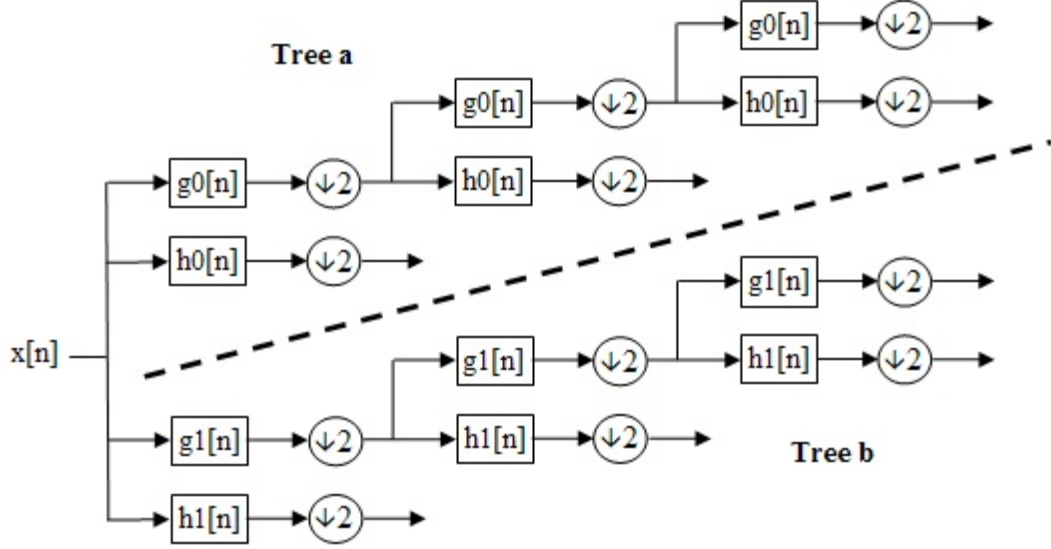 g0[n] ↓2
Tree a
g0[n] ↓2 h0[n] ↓2
g0[n] ↓2 h0[n] ↓2
h0[n] ↓2
g1[n] ↓2
x[n] g1[n] ↓2 h1[n] ↓2
g1[n] ↓2 h1[n] ↓2
Tree b
h1[n] ↓2